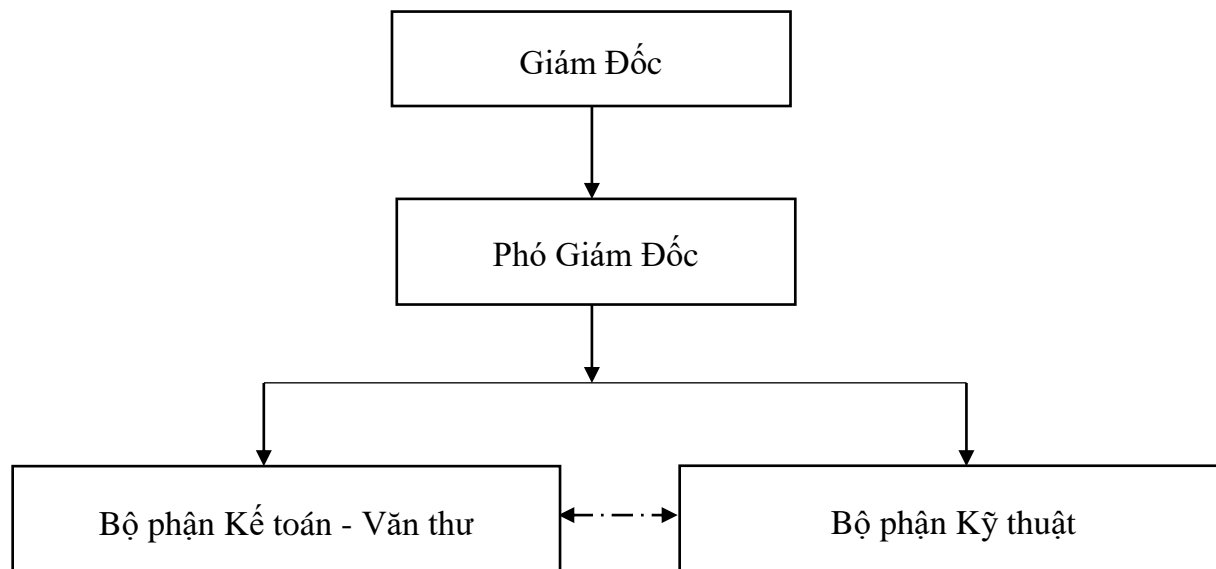 Giám Đốc
Phó Giám Đốc
Bộ phận Kế toán - Văn thư
Bộ phận Kỹ thuật